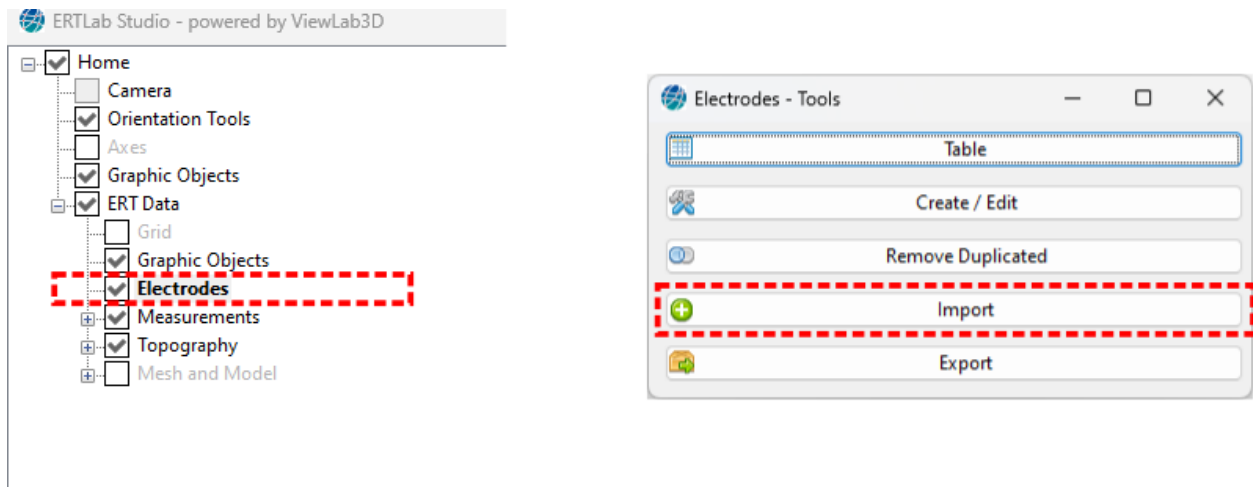 ERTLab Studio - powered by ViewLab3D
Home
Camera
Orientation Tools
Axes
Graphic Objects
ERT Data
Grid
Graphic Objects
Electrodes
Measurements
Topography
Mesh and Model
Electrodes - Tools
Table
Create / Edit
Remove Duplicated
Import
Export